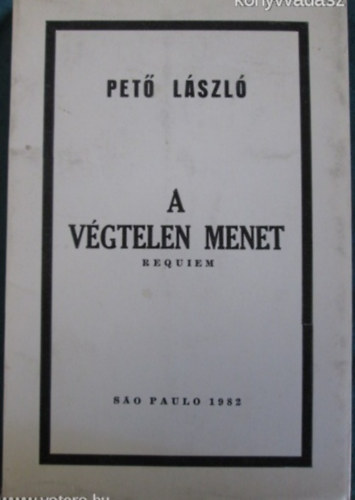 konyvvadasz
PETŐ LÁSZLÓ
A
VÉGTELEN MENET
REQUIEM
SÃO PAULO 1982